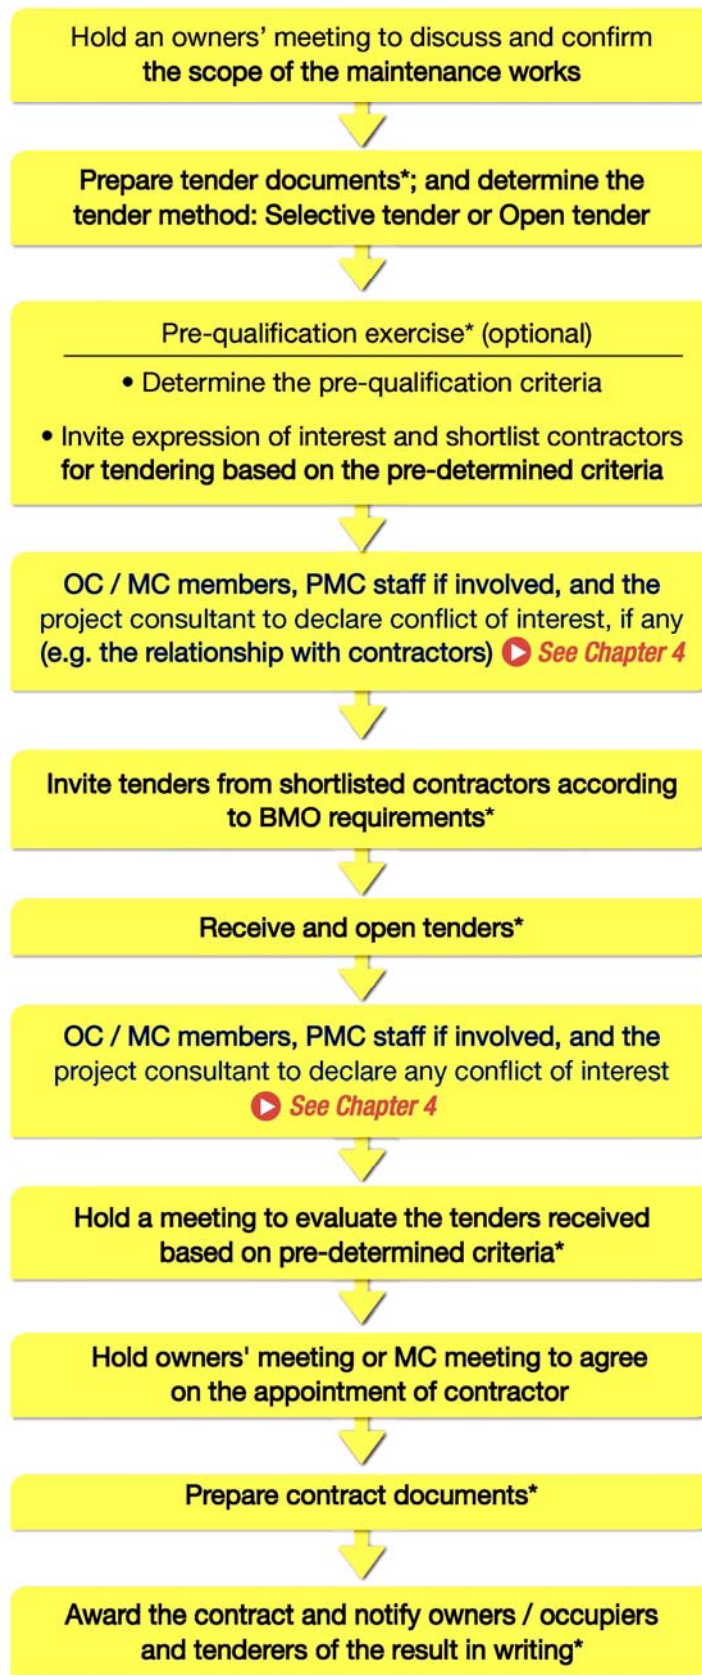 Hold an owners’ meeting to discuss and confirm
the scope of the maintenance works
Prepare tender documents*; and determine the
tender method: Selective tender or Open tender
Pre-qualification exercise* (optional)
• Determine the pre-qualification criteria
• Invite expression of interest and shortlist contractors
for tendering based on the pre-determined criteria
OC / MC members, PMC staff if involved, and the
project consultant to declare conflict of interest, if any
(e.g. the relationship with contractors) See Chapter 4
Invite tenders from shortlisted contractors according
to BMO requirements*
Receive and open tenders*
OC / MC members, PMC staff if involved, and the
project consultant to declare any conflict of interest
See Chapter 4
Hold a meeting to evaluate the tenders received
based on pre-determined criteria*
Hold owners' meeting or MC meeting to agree
on the appointment of contractor
Prepare contract documents*
Award the contract and notify owners / occupiers
and tenderers of the result in writing*